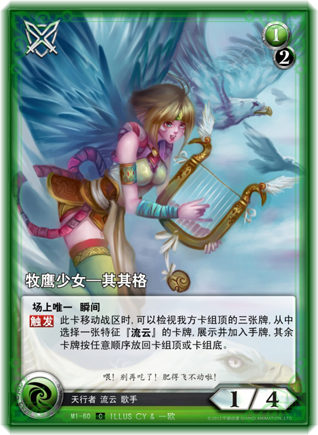 1
2
牧鹰少女—其其格
场上唯一 瞬间
触发 此卡移动战区时，可以检视我方卡组顶的三张牌，从中
选择一张特征『流云』的卡牌，展示并加入手牌，其余
卡牌按任意顺序放回卡组顶或卡组底。
喂！别再吃了！肥得飞不动啦！
天行者 流云 歌手
1 / 4
M1-60 C ILLUS CY & 一欧